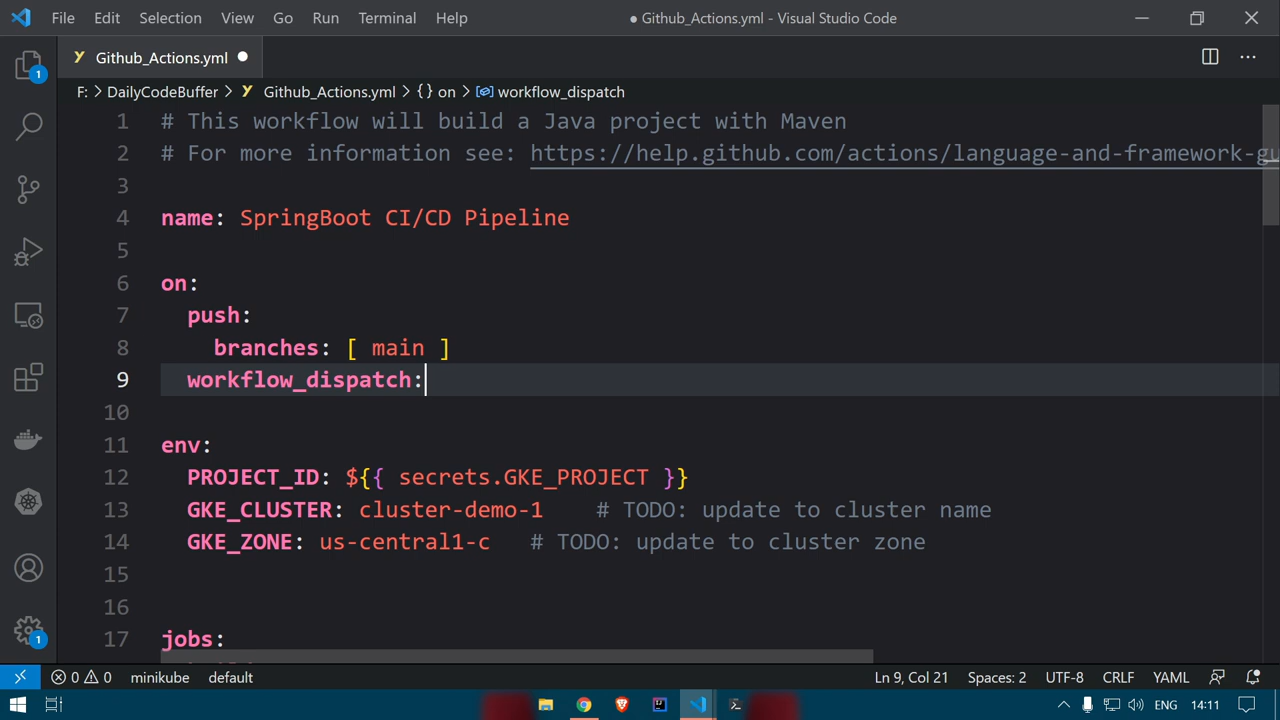 File Edit Selection View Go Run Terminal Help ● Github_Actions.yml - Visual Studio Code
Github_Actions.yml
F: > DailyCodeBuffer > Github_Actions.yml > {} on > workflow_dispatch
1 # This workflow will build a Java project with Maven
2 # For more information see: https://help.github.com/actions/language-and-framework-gu
3
4 name: SpringBoot CI/CD Pipeline
5
6 on:
7 push:
8 branches: [ main ]
9 workflow_dispatch:
10
11 env:
12 PROJECT_ID: ${{ secrets.GKE_PROJECT }}
13 GKE_CLUSTER: cluster-demo-1 # TODO: update to cluster name
14 GKE_ZONE: us-central1-c # TODO: update to cluster zone
15
16
17 jobs:
1
1
0 0 minikube default Ln 9, Col 21 Spaces: 2 UTF-8 CRLF YAML
ENG 14:11